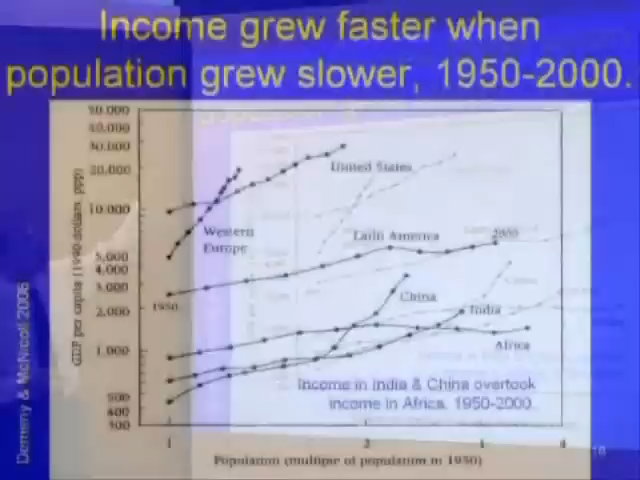 Income grew faster when
population grew slower, 1950-2000.
50,000
40,000
30,000
20,000
10,000
5,000
4,000
3,000
2,000
1,000
500
400
300
GDP per capita (1990 dollars, ppp)
United States
Western
Europe
Latin America
2000
China
1950
India
Africa
Income in India & China overtook
income in Africa, 1950-2000.
1
2
3
4
Population (multiple of population in 1950)
Demeny & McNicoll 2006
18